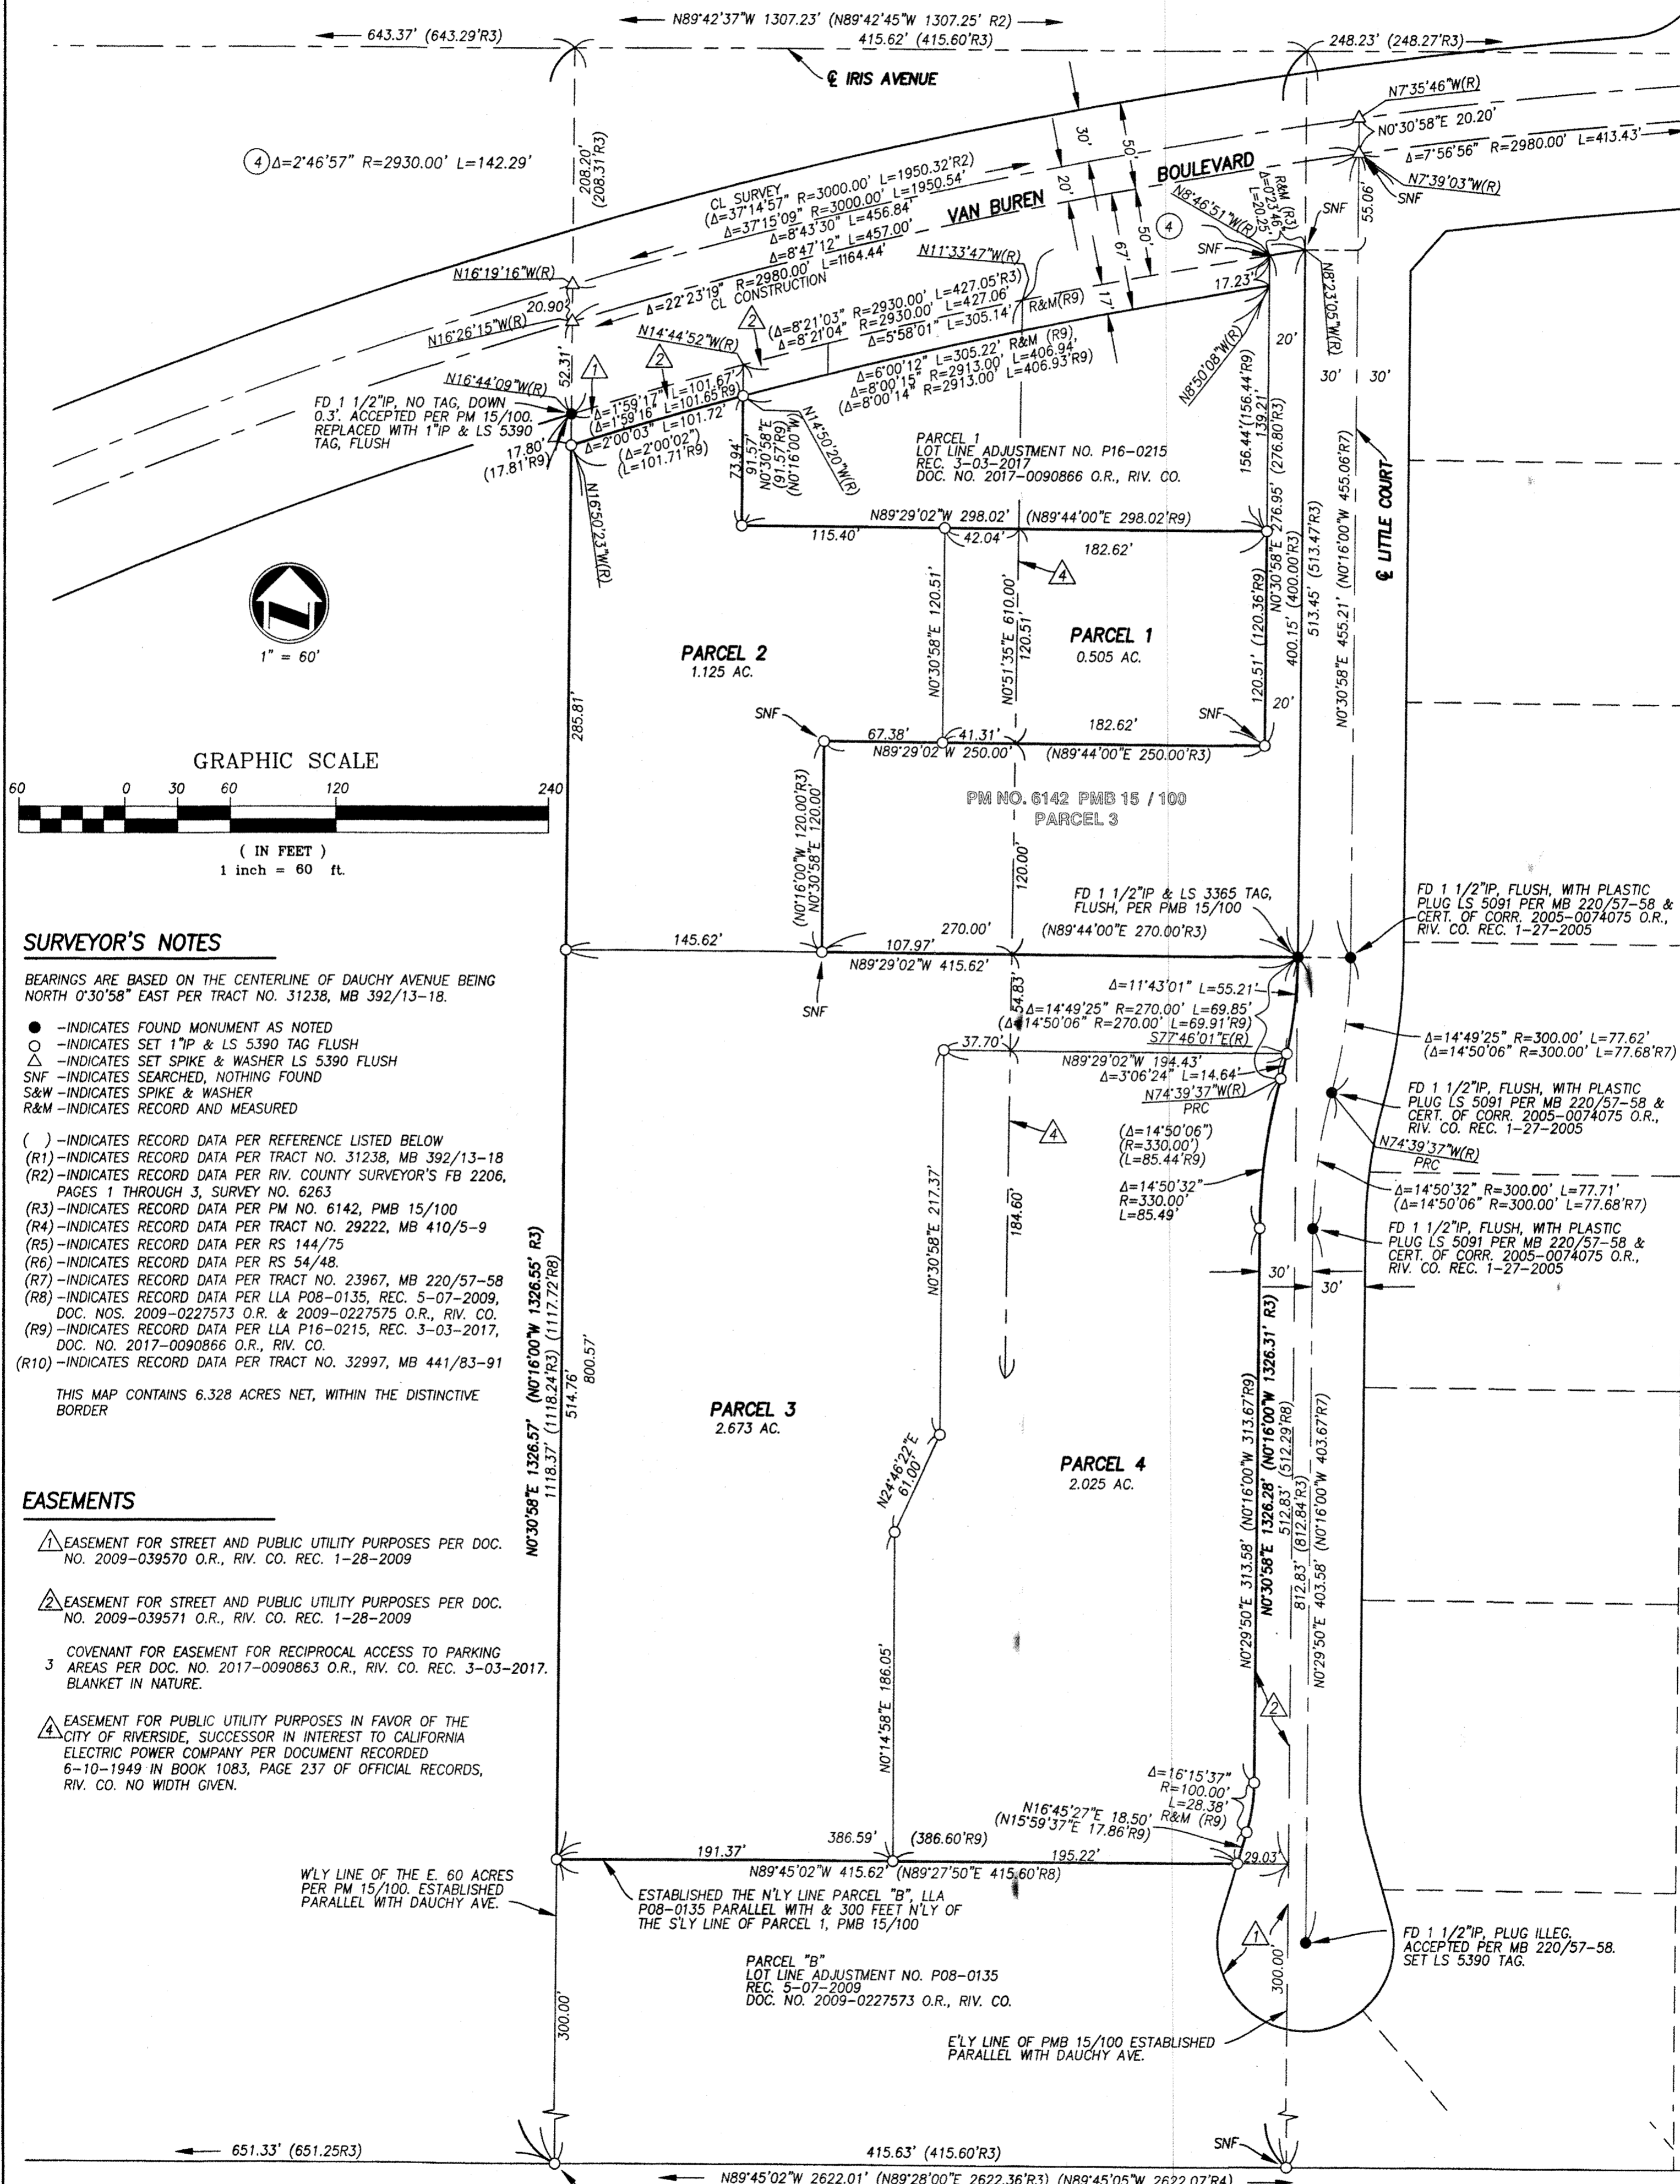 N89°42'37"W 1307.23' (N89°42'45"W 1307.25' R2)
643.37' (643.29'R3)
415.62' (415.60'R3)
248.23' (248.27'R3)
℄ IRIS AVENUE
N7°35'46"W(R)
N0°30'58"E 20.20'
Δ=7°56'56" R=2980.00' L=413.43'
N7°39'03"W(R)
SNF
55.06'
④ Δ=2°46'57" R=2930.00' L=142.29'
208.20'
(208.31'R3)
30'
50'
20'
CL SURVEY
(Δ=37°14'57" R=3000.00' L=1950.32'R2)
Δ=37°15'09" R=3000.00' L=1950.54'
Δ=8°43'30" L=456.84'
VAN BUREN BOULEVARD
Δ=8°47'12" L=457.00'
Δ=22°23'19" R=2980.00' L=1164.44'
CL CONSTRUCTION
N8°46'51"W(R)
R&M (R3)
Δ=0°23'46"
L=20.25'
SNF
SNF
④
50'
67'
17'
N8°23'05"W(R)
N11°33'47"W(R)
N16°19'16"W(R)
20.90'
N16°26'15"W(R)
(Δ=8°21'03" R=2930.00' L=427.05'R3)
Δ=8°21'04" R=2930.00' L=427.06'
Δ=5°58'01" L=305.14' R&M(R9)
17.23'
N14°44'52"W(R)
2
2
1
52.31'
N16°44'09"W(R)
Δ=6°00'12" L=305.22' R&M (R9)
Δ=8°00'15" R=2913.00' L=406.94'
(Δ=8°00'14" R=2913.00' L=406.93'R9)
N8°50'08"W(R)
20'
30'
30'
FD 1 1/2"IP, NO TAG, DOWN
0.3'. ACCEPTED PER PM 15/100.
REPLACED WITH 1"IP & LS 5390
TAG, FLUSH
Δ=1°59'17" L=101.67'
(Δ=1°59'16" L=101.65'R9)
Δ=2°00'03" L=101.72'
(Δ=2°00'02")
(L=101.71'R9)
17.80'
(17.81'R9)
N16°50'23"W(R)
73.94'
91.57'
N0°30'58"E
(91.57'R9)
(N0°16'00"W)
N14°50'20"W(R)
PARCEL 1
LOT LINE ADJUSTMENT NO. P16-0215
REC. 3-03-2017
DOC. NO. 2017-0090866 O.R., RIV. CO.
156.44'(156.44'R9)
139.21'
N0°30'58"E 276.95' (276.80'R3)
400.15' (400.00'R3)
513.45' (513.47'R3)
N0°30'58"E 455.21' (N0°16'00"W 455.06'R7)
℄ LITTLE COURT
N89°29'02"W 298.02' (N89°44'00"E 298.02'R9)
115.40'
42.04'
182.62'
4
N
1" = 60'
N0°30'58"E 120.51'
N0°51'35"E 610.00'
120.51'
120.51' (120.36'R9)
20'
PARCEL 2
1.125 AC.
PARCEL 1
0.505 AC.
285.81'
SNF
SNF
67.38'
41.31'
182.62'
N89°29'02"W 250.00'
(N89°44'00"E 250.00'R3)
GRAPHIC SCALE
60 0 30 60 120 240
( IN FEET )
1 inch = 60 ft.
PM NO. 6142 PMB 15 / 100
PARCEL 3
(N0°16'00"W 120.00'R3)
N0°30'58"E 120.00'
120.00'
FD 1 1/2"IP & LS 3365 TAG,
FLUSH, PER PMB 15/100
270.00'
(N89°44'00"E 270.00'R3)
145.62'
107.97'
N89°29'02"W 415.62'
SNF
FD 1 1/2"IP, FLUSH, WITH PLASTIC
PLUG LS 5091 PER MB 220/57-58 &
CERT. OF CORR. 2005-0074075 O.R.,
RIV. CO. REC. 1-27-2005
SURVEYOR'S NOTES
BEARINGS ARE BASED ON THE CENTERLINE OF DAUCHY AVENUE BEING
NORTH 0°30'58" EAST PER TRACT NO. 31238, MB 392/13-18.
● -INDICATES FOUND MONUMENT AS NOTED
○ -INDICATES SET 1"IP & LS 5390 TAG FLUSH
△ -INDICATES SET SPIKE & WASHER LS 5390 FLUSH
SNF -INDICATES SEARCHED, NOTHING FOUND
S&W -INDICATES SPIKE & WASHER
R&M -INDICATES RECORD AND MEASURED
( ) -INDICATES RECORD DATA PER REFERENCE LISTED BELOW
(R1) -INDICATES RECORD DATA PER TRACT NO. 31238, MB 392/13-18
(R2) -INDICATES RECORD DATA PER RIV. COUNTY SURVEYOR'S FB 2206,
PAGES 1 THROUGH 3, SURVEY NO. 6263
(R3) -INDICATES RECORD DATA PER PM NO. 6142, PMB 15/100
(R4) -INDICATES RECORD DATA PER TRACT NO. 29222, MB 410/5-9
(R5) -INDICATES RECORD DATA PER RS 144/75
(R6) -INDICATES RECORD DATA PER RS 54/48.
(R7) -INDICATES RECORD DATA PER TRACT NO. 23967, MB 220/57-58
(R8) -INDICATES RECORD DATA PER LLA P08-0135, REC. 5-07-2009,
DOC. NOS. 2009-0227573 O.R. & 2009-0227575 O.R., RIV. CO.
(R9) -INDICATES RECORD DATA PER LLA P16-0215, REC. 3-03-2017,
DOC. NO. 2017-0090866 O.R., RIV. CO.
(R10) -INDICATES RECORD DATA PER TRACT NO. 32997, MB 441/83-91
THIS MAP CONTAINS 6.328 ACRES NET, WITHIN THE DISTINCTIVE
BORDER
54.83'
Δ=11°43'01" L=55.21'
Δ=14°49'25" R=270.00' L=69.85'
(Δ=14°50'06" R=270.00' L=69.91'R9)
S77°46'01"E(R)
37.70'
N89°29'02"W 194.43'
Δ=3°06'24" L=14.64'
N74°39'37"W(R)
PRC
4
(Δ=14°50'06")
(R=330.00')
(L=85.44'R9)
Δ=14°50'32"
R=330.00'
L=85.49'
Δ=14°49'25" R=300.00' L=77.62'
(Δ=14°50'06" R=300.00' L=77.68'R7)
FD 1 1/2"IP, FLUSH, WITH PLASTIC
PLUG LS 5091 PER MB 220/57-58 &
CERT. OF CORR. 2005-0074075 O.R.,
RIV. CO. REC. 1-27-2005
N74°39'37"W(R)
PRC
Δ=14°50'32" R=300.00' L=77.71'
(Δ=14°50'06" R=300.00' L=77.68'R7)
FD 1 1/2"IP, FLUSH, WITH PLASTIC
PLUG LS 5091 PER MB 220/57-58 &
CERT. OF CORR. 2005-0074075 O.R.,
RIV. CO. REC. 1-27-2005
30'
30'
N0°30'58"E 217.37'
184.60'
N0°30'58"E 1326.57' (N0°16'00"W 1326.55' R3)
1118.37' (1118.24'R3) (1117.72'R8)
514.76'
800.57'
PARCEL 3
2.673 AC.
N24°46'22"E
61.00'
PARCEL 4
2.025 AC.
N0°29'50"E 313.58' (N0°16'00"W 313.67'R9)
N0°30'58"E 1326.28' (N0°16'00"W 1326.31' R3)
512.83' (512.29'R8)
812.83' (812.84'R3)
N0°29'50"E 403.58' (N0°16'00"W 403.67'R7)
EASEMENTS
1 EASEMENT FOR STREET AND PUBLIC UTILITY PURPOSES PER DOC.
NO. 2009-039570 O.R., RIV. CO. REC. 1-28-2009
2 EASEMENT FOR STREET AND PUBLIC UTILITY PURPOSES PER DOC.
NO. 2009-039571 O.R., RIV. CO. REC. 1-28-2009
COVENANT FOR EASEMENT FOR RECIPROCAL ACCESS TO PARKING
3 AREAS PER DOC. NO. 2017-0090863 O.R., RIV. CO. REC. 3-03-2017.
BLANKET IN NATURE.
4 EASEMENT FOR PUBLIC UTILITY PURPOSES IN FAVOR OF THE
CITY OF RIVERSIDE, SUCCESSOR IN INTEREST TO CALIFORNIA
ELECTRIC POWER COMPANY PER DOCUMENT RECORDED
6-10-1949 IN BOOK 1083, PAGE 237 OF OFFICIAL RECORDS,
RIV. CO. NO WIDTH GIVEN.
N0°14'58"E 186.05'
2
Δ=16°15'37"
R=100.00'
L=28.38'
R&M (R9)
N16°45'27"E 18.50'
(N15°59'37"E 17.86'R9)
386.59'
(386.60'R9)
191.37'
195.22'
29.03'
N89°45'02"W 415.62' (N89°27'50"E 415.60'R8)
W'LY LINE OF THE E. 60 ACRES
PER PM 15/100. ESTABLISHED
PARALLEL WITH DAUCHY AVE.
ESTABLISHED THE N'LY LINE PARCEL "B", LLA
P08-0135 PARALLEL WITH & 300 FEET N'LY OF
THE S'LY LINE OF PARCEL 1, PMB 15/100
1
FD 1 1/2"IP, PLUG ILLEG.
ACCEPTED PER MB 220/57-58.
SET LS 5390 TAG.
PARCEL "B"
LOT LINE ADJUSTMENT NO. P08-0135
REC. 5-07-2009
DOC. NO. 2009-0227573 O.R., RIV. CO.
300.00'
300.00'
E'LY LINE OF PMB 15/100 ESTABLISHED
PARALLEL WITH DAUCHY AVE.
SNF
651.33' (651.25R3)
415.63' (415.60'R3)
N89°45'02"W 2622.01' (N89°28'00"E 2622.36'R3) (N89°45'05"W 2622.07'R4)